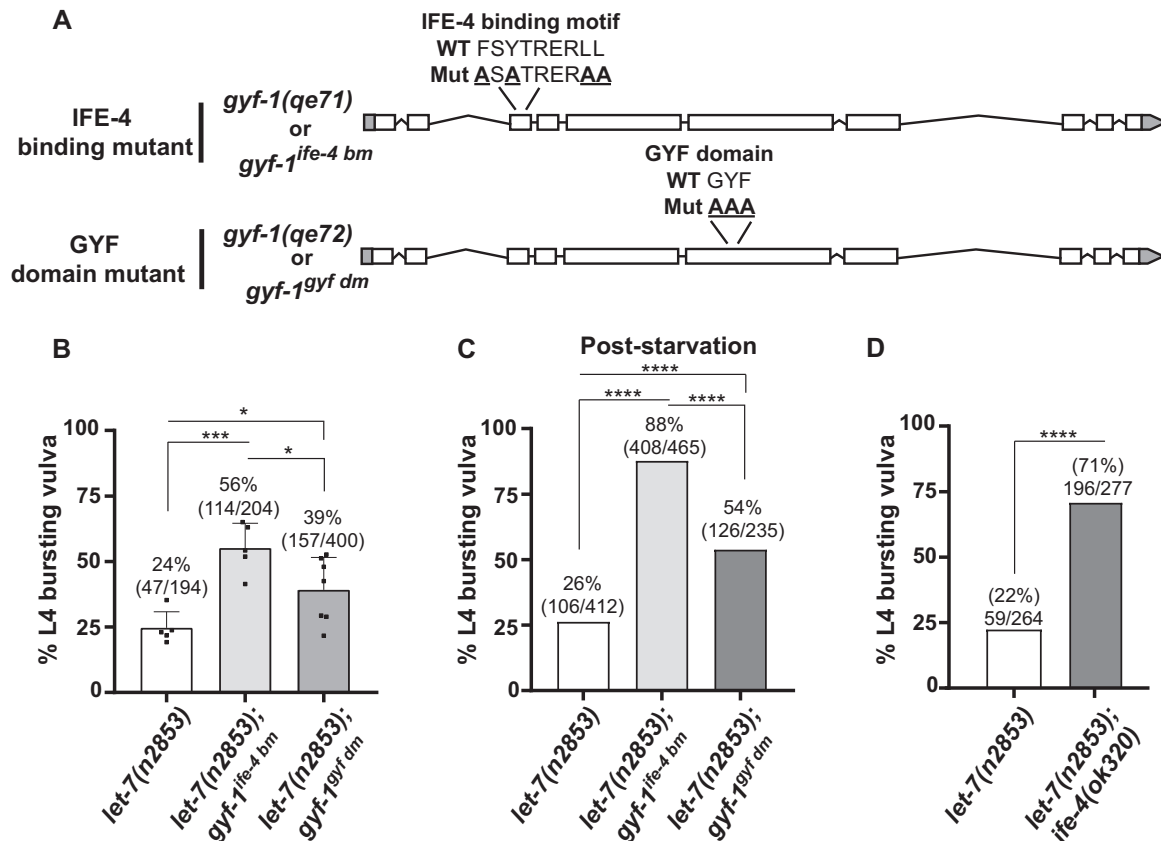 A
IFE-4 binding motif
WT FSYTRERLL
Mut ASATRERAA
IFE-4
binding mutant
gyf-1(qe71)
or
gyf-1ife-4 bm
GYF domain
WT GYF
Mut AAA
GYF
domain mutant
gyf-1(qe72)
or
gyf-1gyf dm
B
% L4 bursting vulva
100
75
50
25
0
*
***
*
24%
(47/194)
56%
(114/204)
39%
(157/400)
let-7(n2853)
let-7(n2853);
gyf-1ife-4 bm
let-7(n2853);
gyf-1gyf dm
C
Post-starvation
% L4 bursting vulva
100
75
50
25
0
****
****
****
26%
(106/412)
88%
(408/465)
54%
(126/235)
let-7(n2853)
let-7(n2853);
gyf-1ife-4 bm
let-7(n2853);
gyf-1gyf dm
D
% L4 bursting vulva
100
75
50
25
0
****
(22%)
59/264
(71%)
196/277
let-7(n2853)
let-7(n2853);
ife-4(ok320)